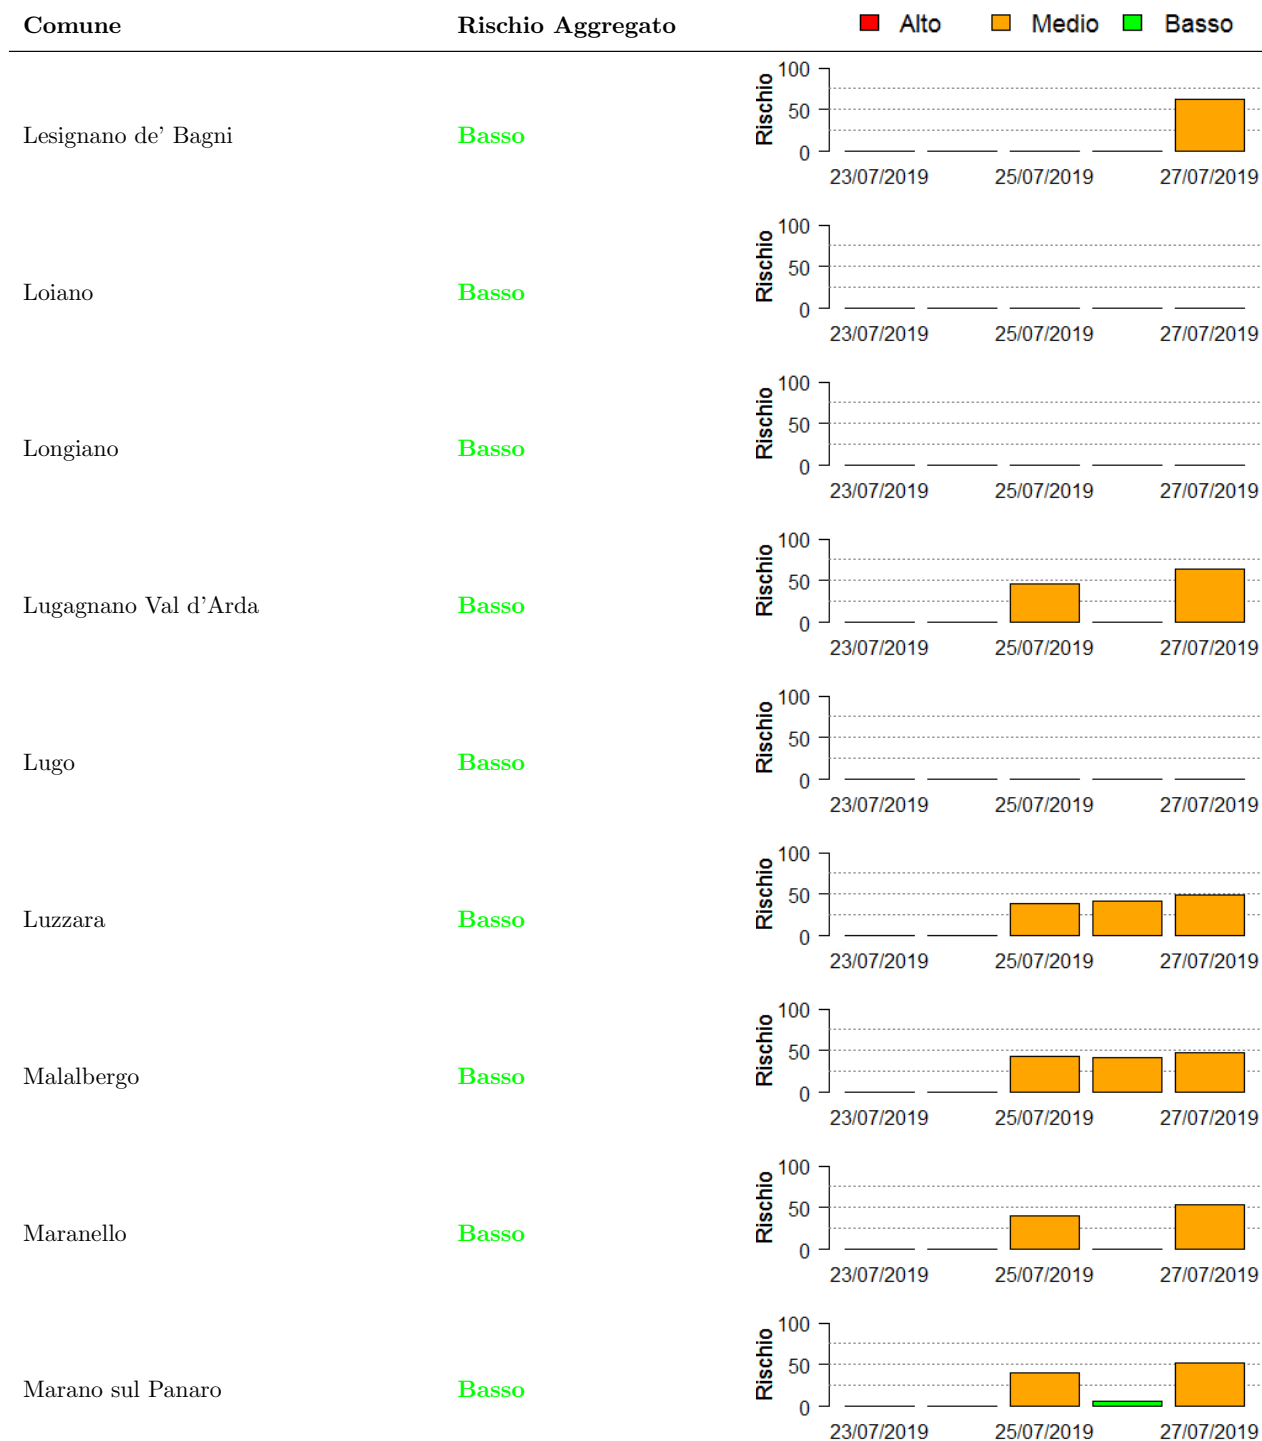 Comune Rischio Aggregato Alto Medio Basso
100
50
0
Rischio
Lesignano de' Bagni Basso
23/07/2019 25/07/2019 27/07/2019
100
50
0
Rischio
Loiano Basso
23/07/2019 25/07/2019 27/07/2019
100
50
0
Rischio
Longiano Basso
23/07/2019 25/07/2019 27/07/2019
100
50
0
Rischio
Lugagnano Val d'Arda Basso
23/07/2019 25/07/2019 27/07/2019
100
50
0
Rischio
Lugo Basso
23/07/2019 25/07/2019 27/07/2019
100
50
0
Rischio
Luzzara Basso
23/07/2019 25/07/2019 27/07/2019
100
50
0
Rischio
Malalbergo Basso
23/07/2019 25/07/2019 27/07/2019
100
50
0
Rischio
Maranello Basso
23/07/2019 25/07/2019 27/07/2019
100
50
0
Rischio
Marano sul Panaro Basso
23/07/2019 25/07/2019 27/07/2019